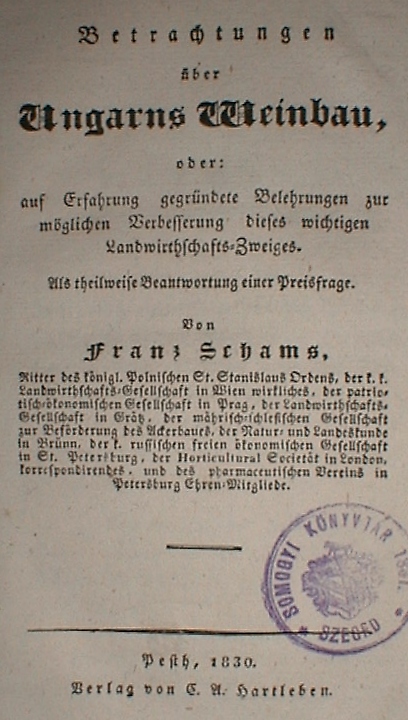 Betrachtungen
über
Ungarns Weinbau,
oder:
auf Erfahrung gegründete Belehrungen zur
möglichen Verbesserung dieses wichtigen
Landwirthschafts-Zweiges.
Als theilweise Beantwortung einer Preisfrage.
Von
Franz Schams,
Ritter des königl. Polnischen St. Stanislaus Ordens, der k. k.
Landwirthschafts-Gesellschaft in Wien wirkliches, der patrio-
tisch-ökonomischen Gesellschaft in Prag, der Landwirthschafts-
Gesellschaft in Grätz, der mährisch-schlesischen Gesellschaft
zur Beförderung des Ackerbaues, der Natur- und Landeskunde
in Brünn, der k. russischen freien ökonomischen Gesellschaft
in St. Petersburg, der Horticultural Societät in London,
korrespondirendes, und des pharmaceutischen Vereins in
Petersburg Ehren-Mitgliede.
SOMOGYI KÖNYVTÁR 1881.
* SZEGED *
Pesth, 1830.
Verlag von C. A. Hartleben.